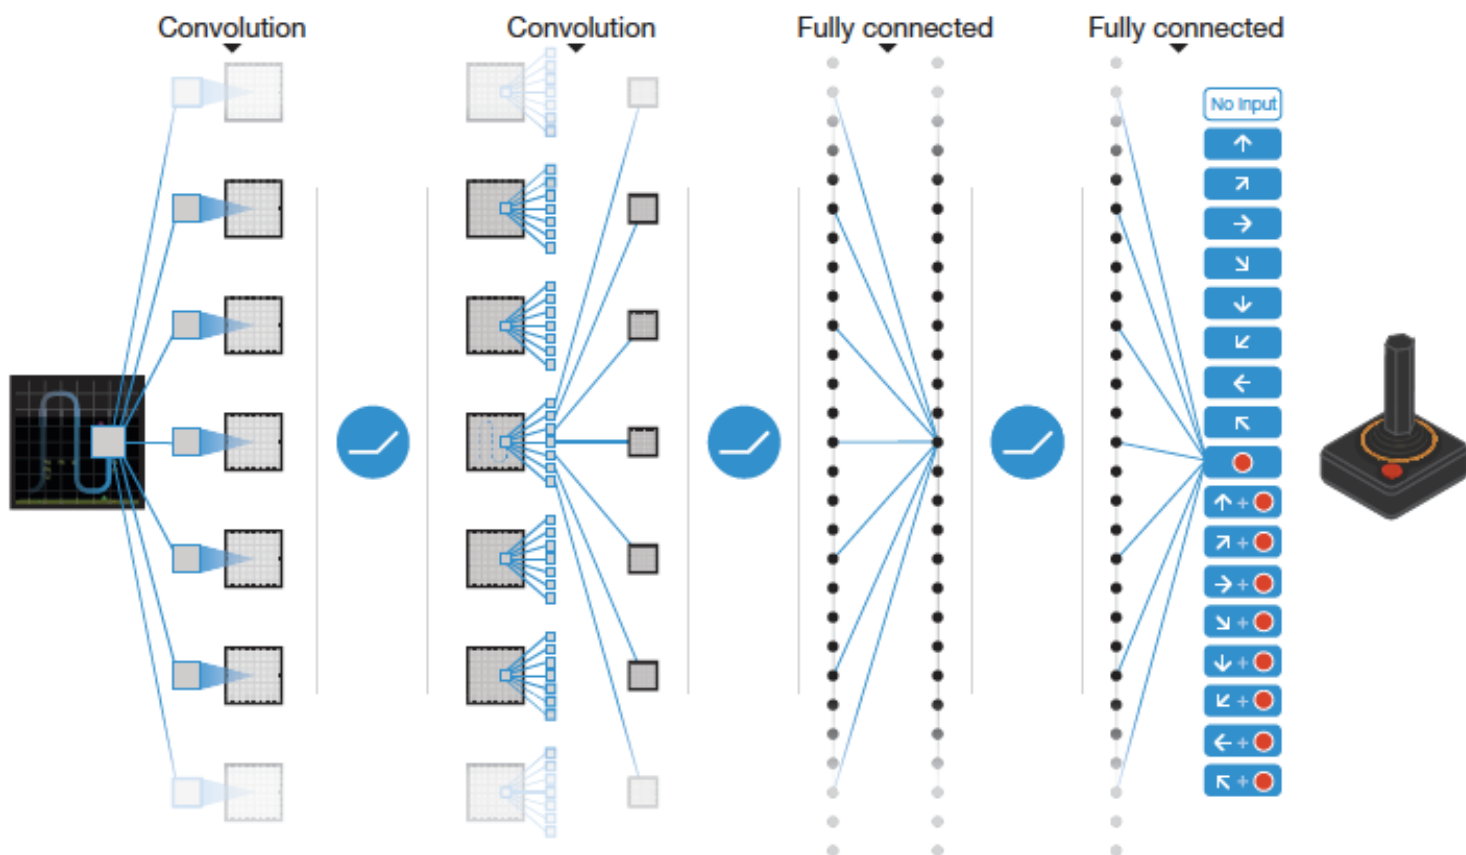 Convolution
Convolution
Fully connected
Fully connected
No input
+
+
+
+
+
+
+
+